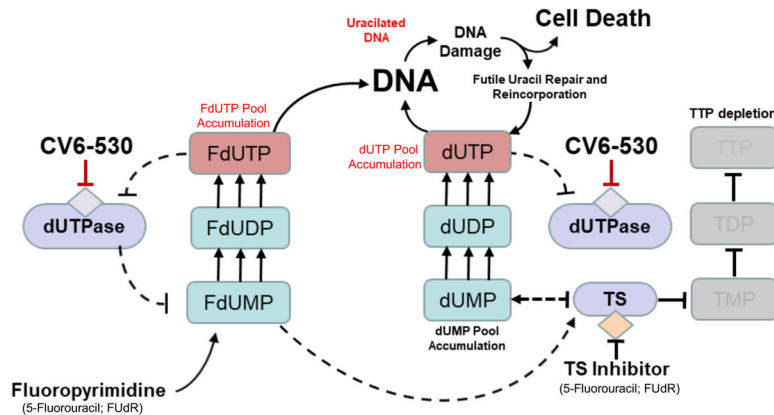 Uracilated
DNA
DNA
Damage
Cell Death
DNA
Futile Uracil Repair and
Reincorporation
FdUTP Pool
Accumulation
TTP depletion
CV6-530
FdUTP
dUTP Pool
Accumulation
dUTP
CV6-530
TTP
dUTPase
FdUDP
dUDP
dUTPase
TDP
FdUMP
dUMP
TS
TMP
dUMP Pool
Accumulation
Fluoropyrimidine
(5-Fluorouracil; FUdR)
TS Inhibitor
(5-Fluorouracil; FUdR)